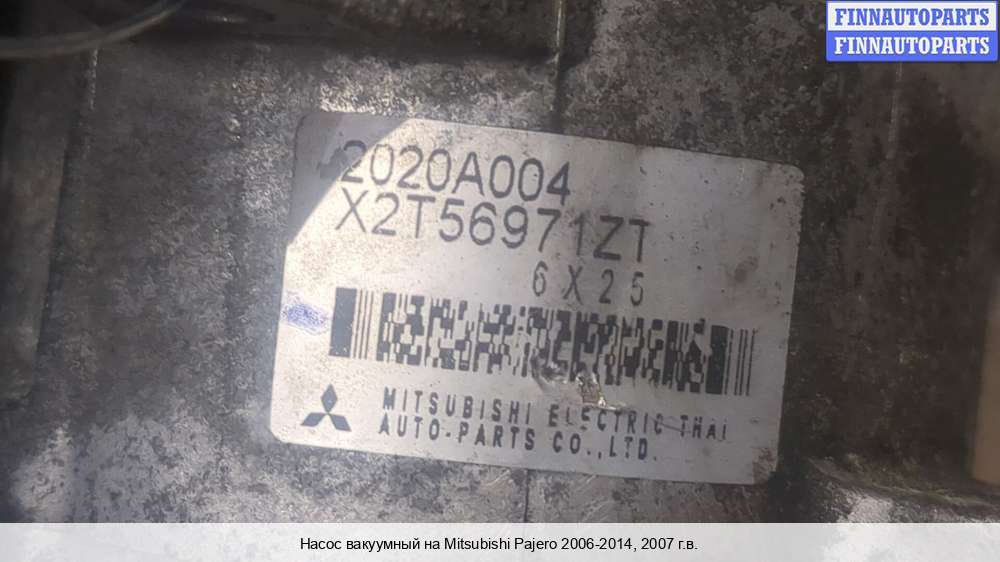 FINNAUTOPARTS
FINNAUTOPARTS
2020A004
X2T56971ZT
6X25
MITSUBISHI ELECTRIC THAI
AUTO-PARTS CO.,LTD.
Насос вакуумный на Mitsubishi Pajero 2006-2014, 2007 г.в.